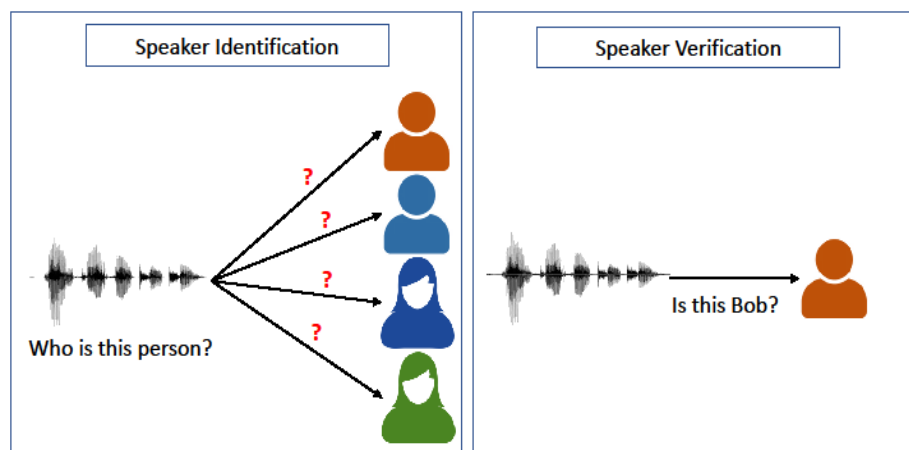 Speaker Identification
?
?
?
?
Who is this person?
Speaker Verification
Is this Bob?